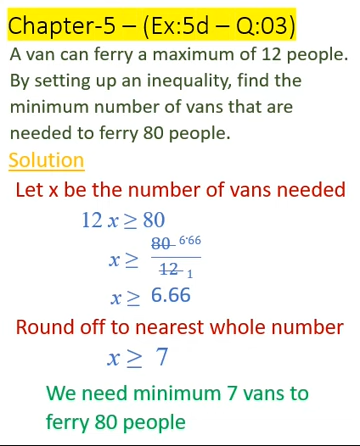 Chapter-5 – (Ex:5d – Q:03)
A van can ferry a maximum of 12 people.
By setting up an inequality, find the
minimum number of vans that are
needed to ferry 80 people.
Solution
Let x be the number of vans needed
12 x ≥ 80
x ≥ 80 6·66 / 12 1
x ≥ 6.66
Round off to nearest whole number
x ≥ 7
We need minimum 7 vans to
ferry 80 people